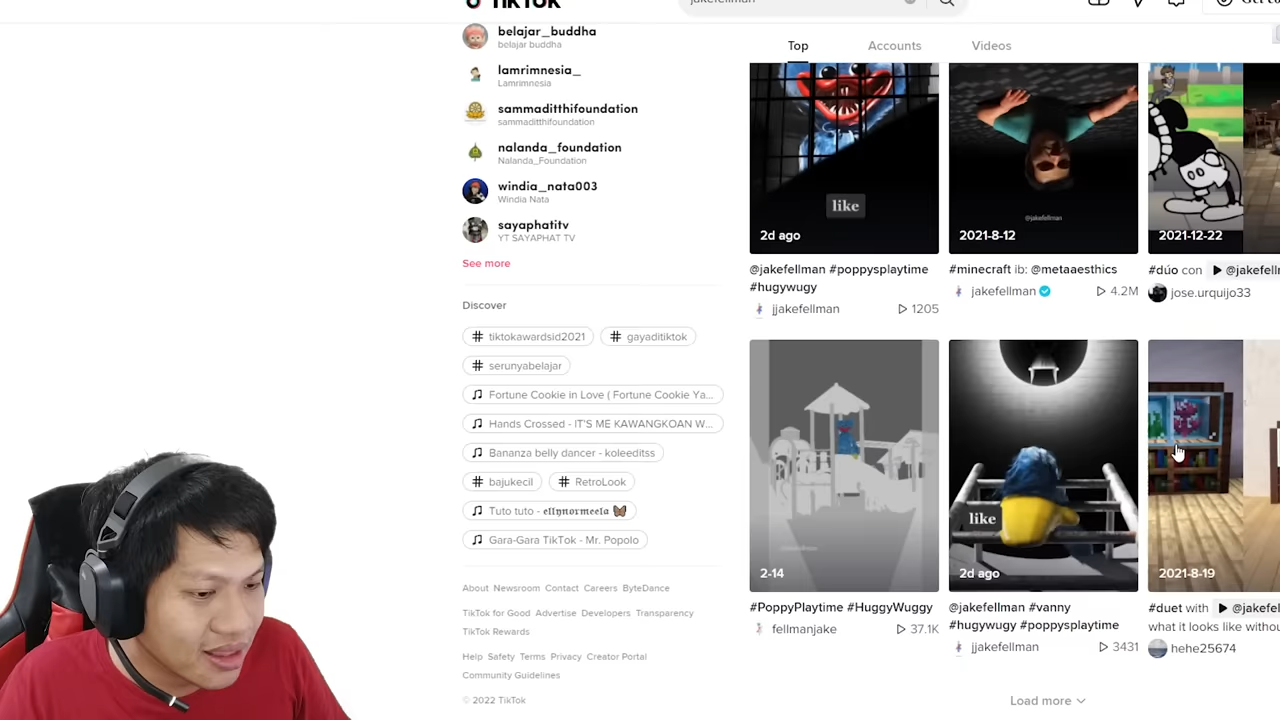 TikTok
jakefellman
belajar_buddha
belajar buddha
lamrimnesia_
Lamrimnesia
sammaditthifoundation
sammaditthifoundation
nalanda_foundation
Nalanda_Foundation
windia_nata003
Windia Nata
sayaphatitv
YT SAYAPHAT TV
See more
Discover
# tiktokawardsid2021
# gayaditiktok
# serunyabelajar
Fortune Cookie in Love ( Fortune Cookie Ya...
Hands Crossed - IT'S ME KAWANGKOAN W...
Bananza belly dancer - koleeditss
# bajukecil
# RetroLook
Tuto tuto - 𝖊𝖑𝖑𝖞𝖓𝖔𝖗𝖒𝖊𝖊𝖑𝖆 🦋
Gara-Gara TikTok - Mr. Popolo
About Newsroom Contact Careers ByteDance
TikTok for Good Advertise Developers Transparency
TikTok Rewards
Help Safety Terms Privacy Creator Portal
Community Guidelines
© 2022 TikTok
Top Accounts Videos
like
2d ago
@jakefellman #poppysplaytime
#hugywugy
jjakefellman 1205
@jakefellman
2021-8-12
#minecraft ib: @metaaesthics
jakefellman 4.2M
2021-12-22
#dúo con @jakefellm
jose.urquijo33
2-14
#PoppyPlaytime #HuggyWuggy
fellmanjake 37.1K
like
2d ago
@jakefellman #vanny
#hugywugy #poppysplaytime
jjakefellman 3431
2021-8-19
#duet with @jakefel
what it looks like withou
hehe25674
Load more